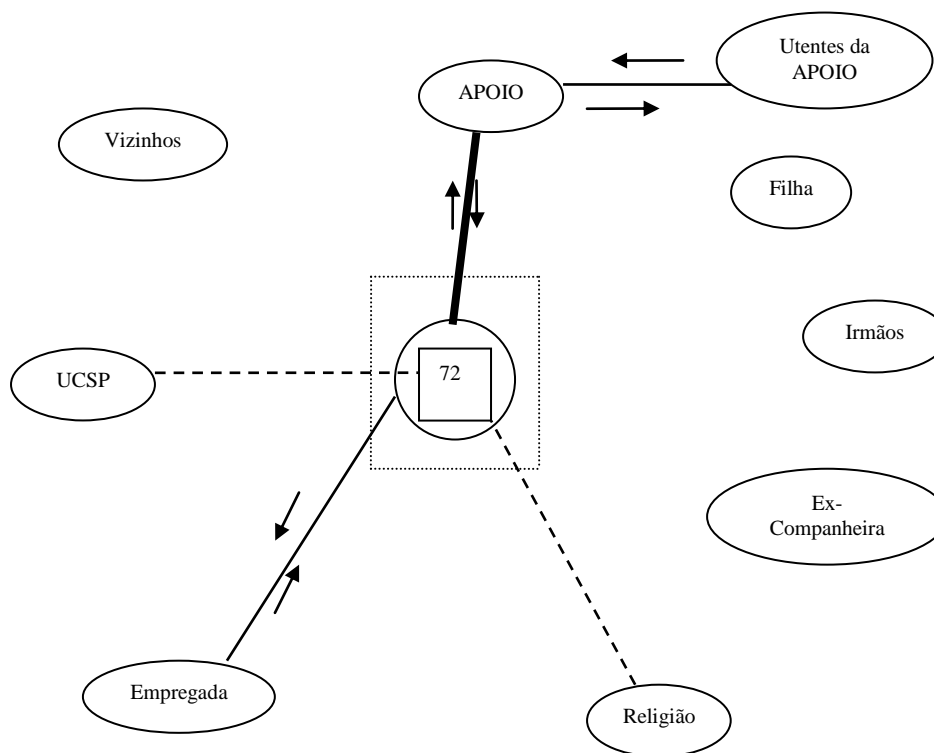 Utentes da
APOIO
APOIO
Vizinhos
Filha
Irmãos
UCSP
72
Ex-
Companheira
Empregada
Religião